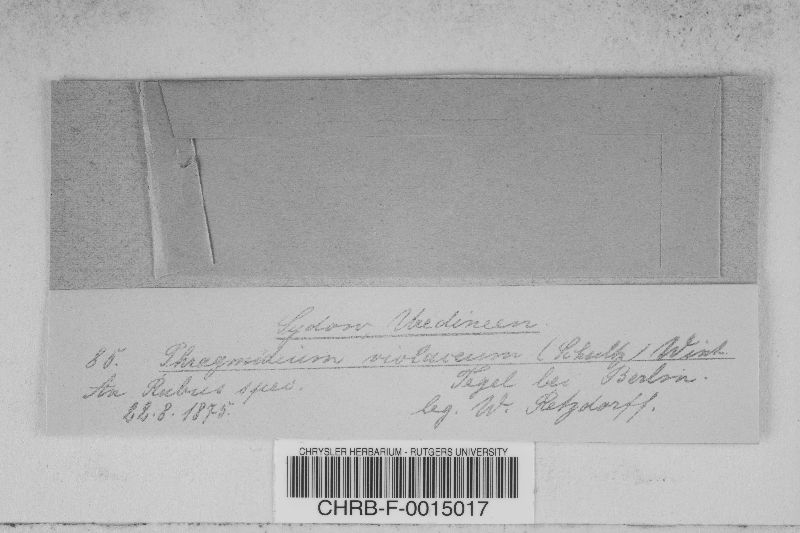 Sydow Uredineen.
85. Phragmidium violaceum (Schultz) Wint.
An Rubus spec. Tegel bei Berlin.
22.8.1875. leg. W. Retzdorff.
CHRYSLER HERBARIUM - RUTGERS UNIVERSITY
CHRB-F-0015017